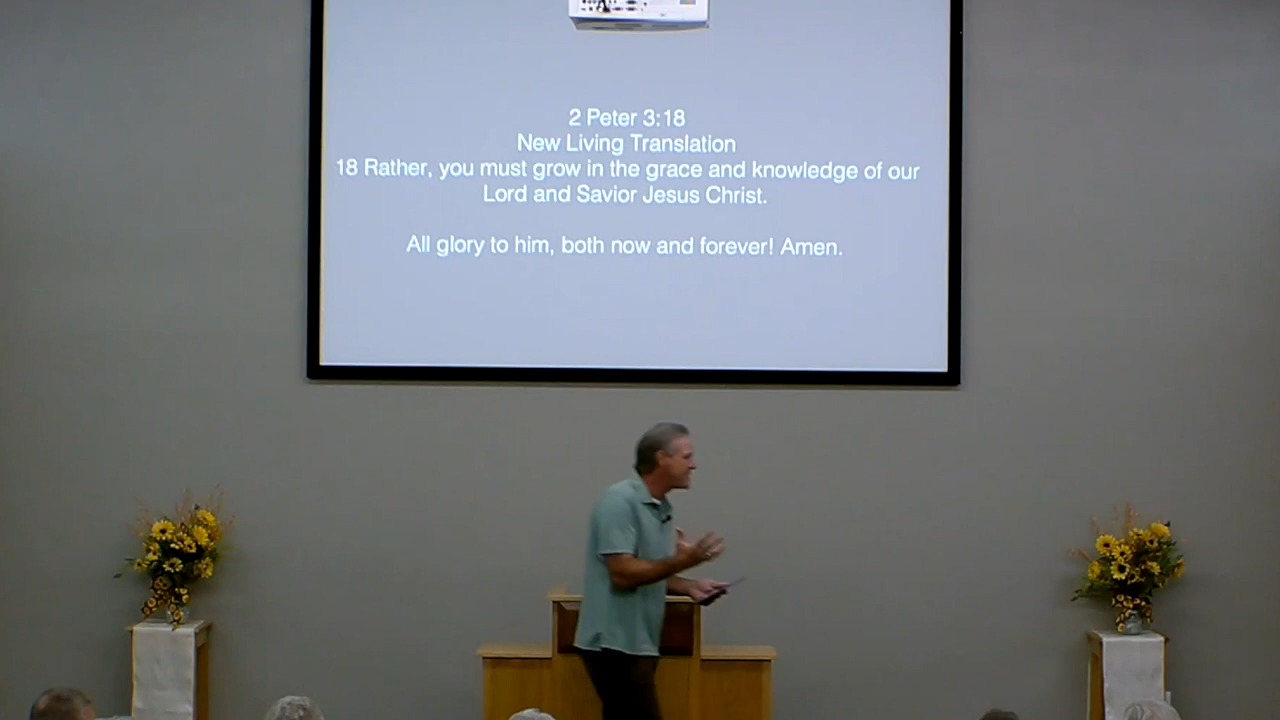 2 Peter 3:18
New Living Translation
18 Rather, you must grow in the grace and knowledge of our
Lord and Savior Jesus Christ.
All glory to him, both now and forever! Amen.